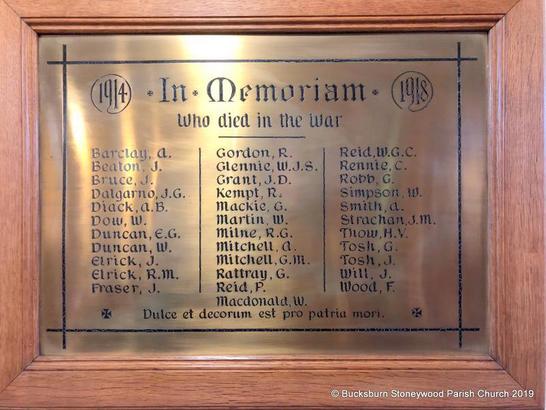 1914 In Memoriam 1918
Who died in the War
Barclay, A.
Beaton, J.
Bruce, J.
Dalgarno, J.G.
Diack, A.B.
Dow, W.
Duncan, E.G.
Duncan, W.
Elrick, J.
Elrick, R.M.
Fraser, J.
Gordon, R.
Glennie, W.J.S.
Grant, J.D.
Kempt, R.
Mackie, G.
Martin, W.
Milne, R.G.
Mitchell, A.
Mitchell, G.M.
Rattray, G.
Reid, P.
Macdonald, W.
Reid, W.G.C.
Rennie, C.
Robb, G.
Simpson, W.
Smith, A.
Strachan, J.M.
Thow, H.V.
Tosh, G.
Tosh, J.
Will, J.
Wood, F.
Dulce et decorum est pro patria mori.
© Bucksburn Stoneywood Parish Church 2019